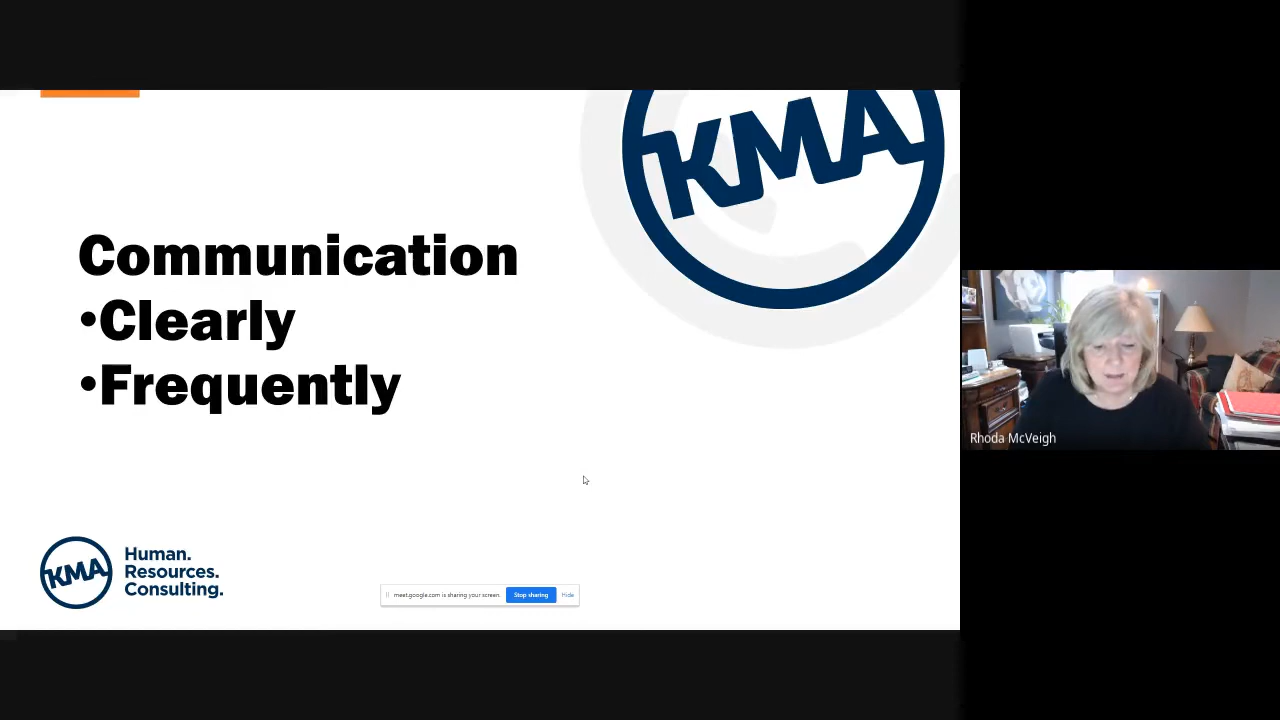 KMA
Communication
•Clearly
•Frequently
KMA
Human.
Resources.
Consulting.
meet.google.com is sharing your screen.
Stop sharing
Hide
Rhoda McVeigh